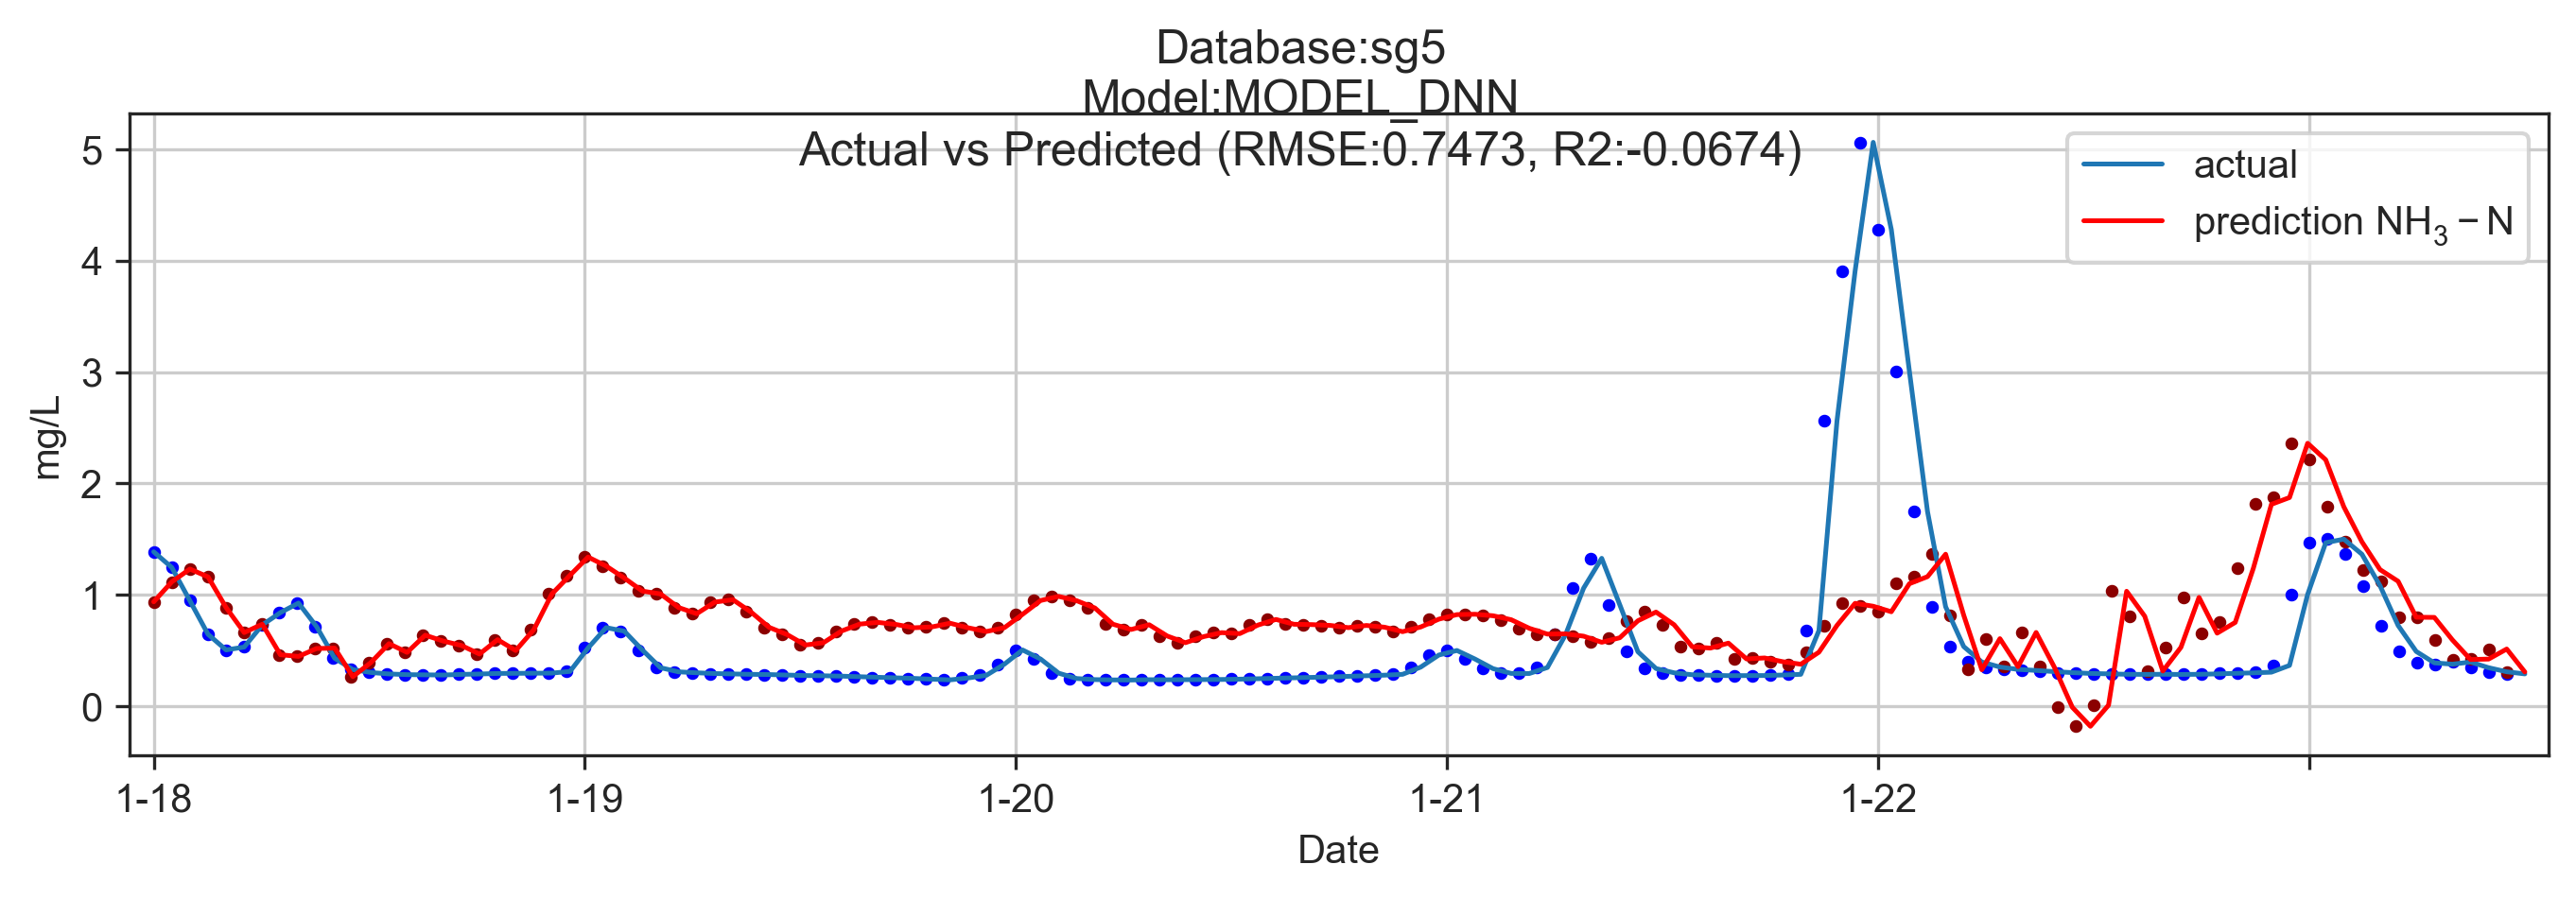 Database:sg5
Model:MODEL_DNN
Actual vs Predicted (RMSE:0.7473, R2:-0.0674)
actual
prediction NH₃ − N
mg/L
5
4
3
2
1
0
1-18 1-19 1-20 1-21 1-22
Date